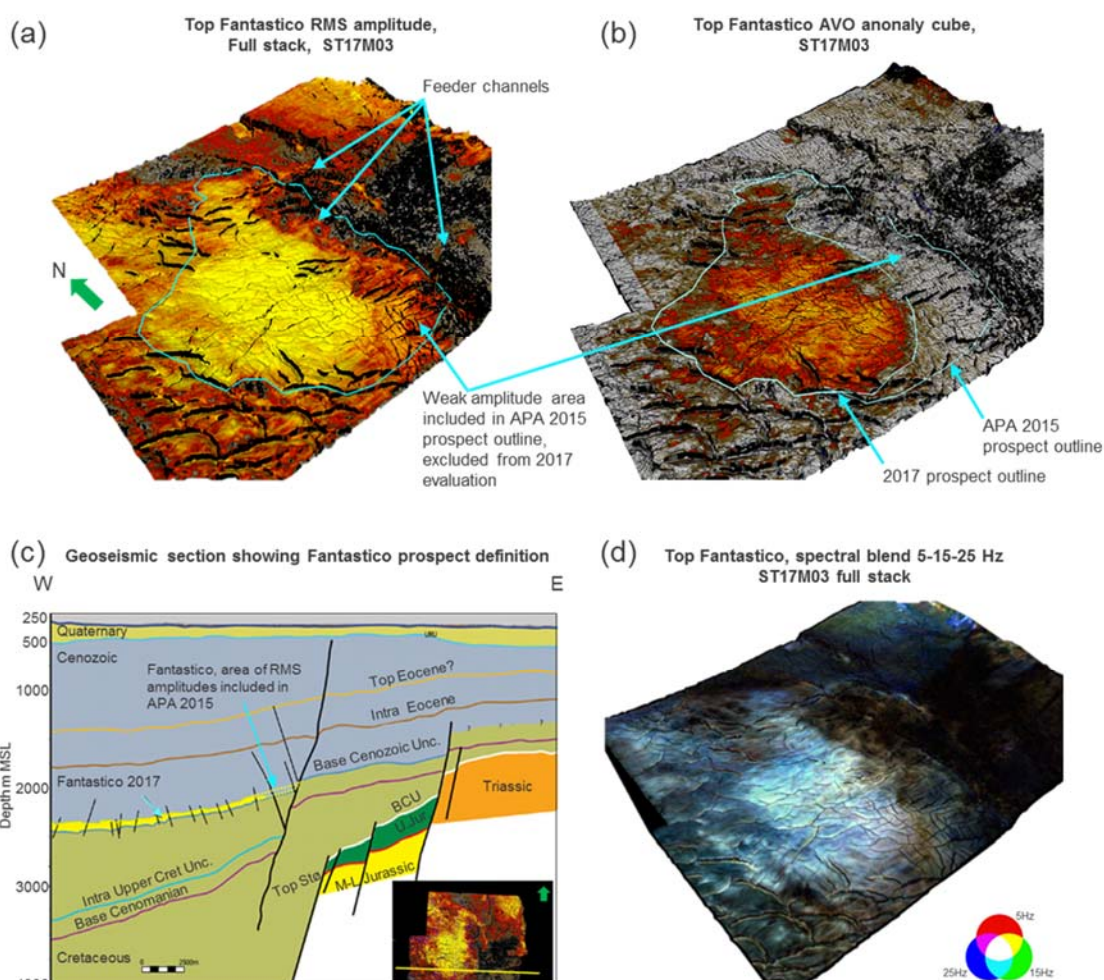 (a)
Top Fantastico RMS amplitude,
Full stack, ST17M03
(b)
Top Fantastico AVO anonaly cube,
ST17M03
Feeder channels
N
Weak amplitude area
included in APA 2015
prospect outline,
excluded from 2017
evaluation
APA 2015
prospect outline
2017 prospect outline
(c)
Geoseismic section showing Fantastico prospect definition
W
E
250
500
1000
2000
3000
Depth m MSL
Quaternary
URU
Cenozoic
Fantastico, area of RMS
amplitudes included in
APA 2015
Top Eocene?
Intra Eocene
Base Cenozoic Unc.
Fantastico 2017
Triassic
BCU
U.Jur
Intra Upper Cret Unc.
Base Cenomanian
Top Stø
M-L Jurassic
Cretaceous
0
2500m
(d)
Top Fantastico, spectral blend 5-15-25 Hz
ST17M03 full stack
5Hz
25Hz
15Hz